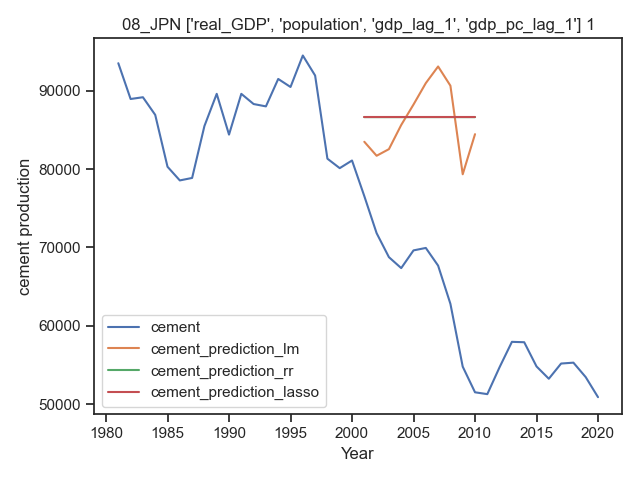 08_JPN ['real_GDP', 'population', 'gdp_lag_1', 'gdp_pc_lag_1'] 1
cement production
90000
80000
70000
60000
50000
cement
cement_prediction_lm
cement_prediction_rr
cement_prediction_lasso
1980 1985 1990 1995 2000 2005 2010 2015 2020
Year